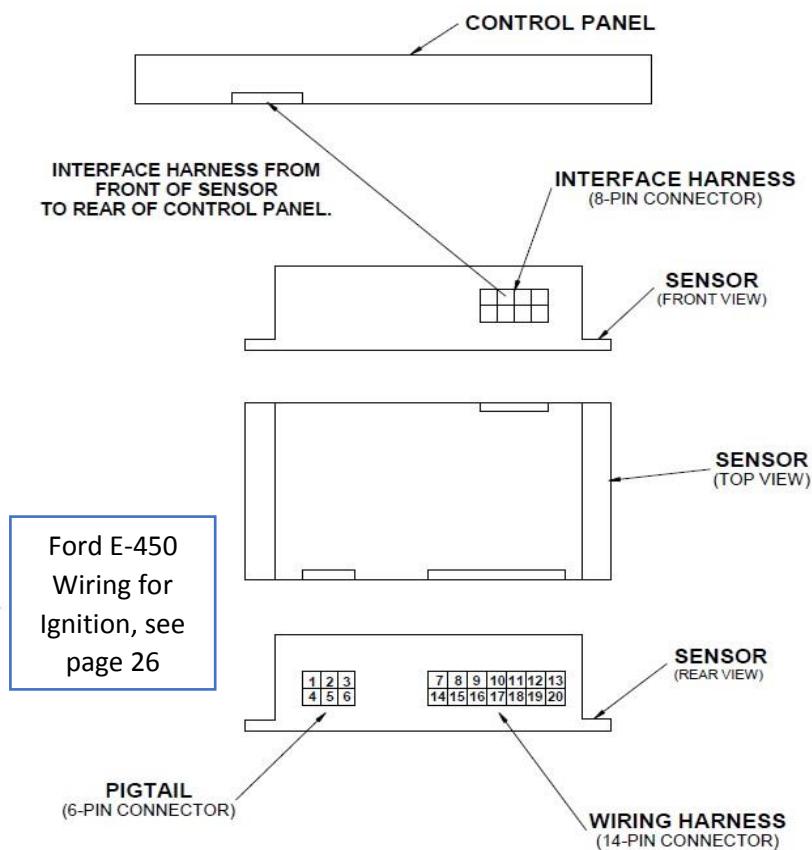 CONTROL PANEL
INTERFACE HARNESS FROM
FRONT OF SENSOR
TO REAR OF CONTROL PANEL.
INTERFACE HARNESS
(8-PIN CONNECTOR)
SENSOR
(FRONT VIEW)
SENSOR
(TOP VIEW)
Ford E-450
Wiring for
Ignition, see
page 26
SENSOR
(REAR VIEW)
1 2 3
4 5 6
7 8 9 10 11 12 13
14 15 16 17 18 19 20
PIGTAIL
(6-PIN CONNECTOR)
WIRING HARNESS
(14-PIN CONNECTOR)